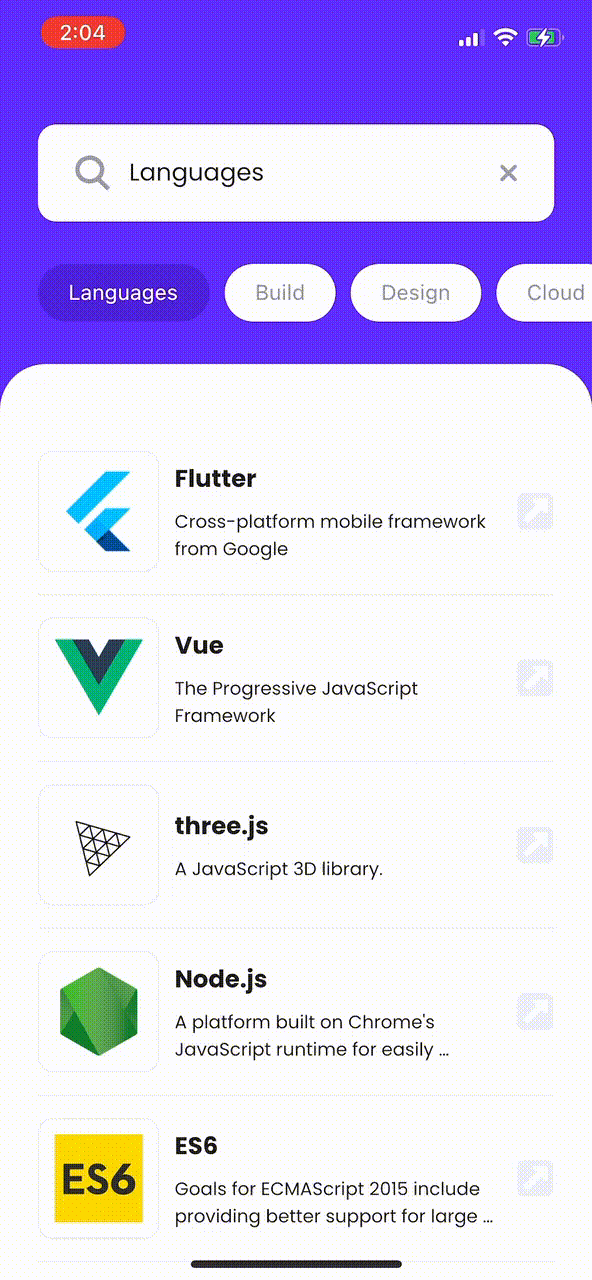 2:04
Languages
Languages Build Design Cloud
Flutter
Cross-platform mobile framework
from Google
Vue
The Progressive JavaScript
Framework
three.js
A JavaScript 3D library.
Node.js
A platform built on Chrome's
JavaScript runtime for easily ...
ES6
ES6
Goals for ECMAScript 2015 include
providing better support for large ...